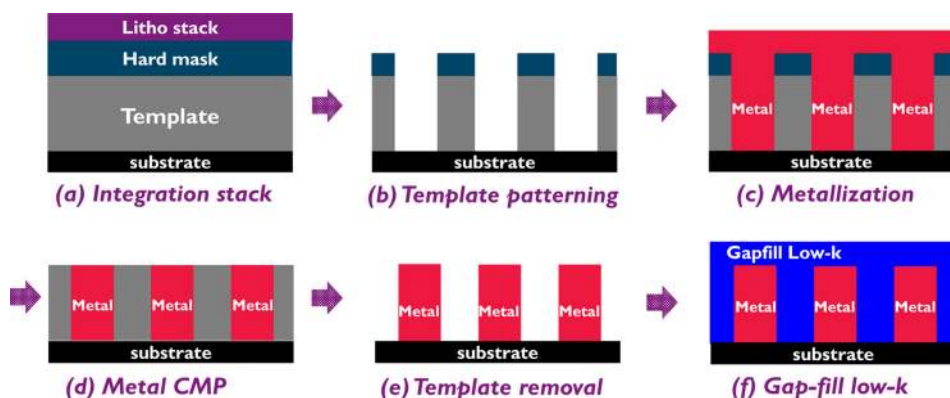 Litho stack
Hard mask
Template
substrate
(a) Integration stack
substrate
(b) Template patterning
Metal Metal Metal
substrate
(c) Metallization
Metal Metal Metal
substrate
(d) Metal CMP
Metal Metal Metal
substrate
(e) Template removal
Gapfill Low-k
Metal Metal Metal
substrate
(f) Gap-fill low-k